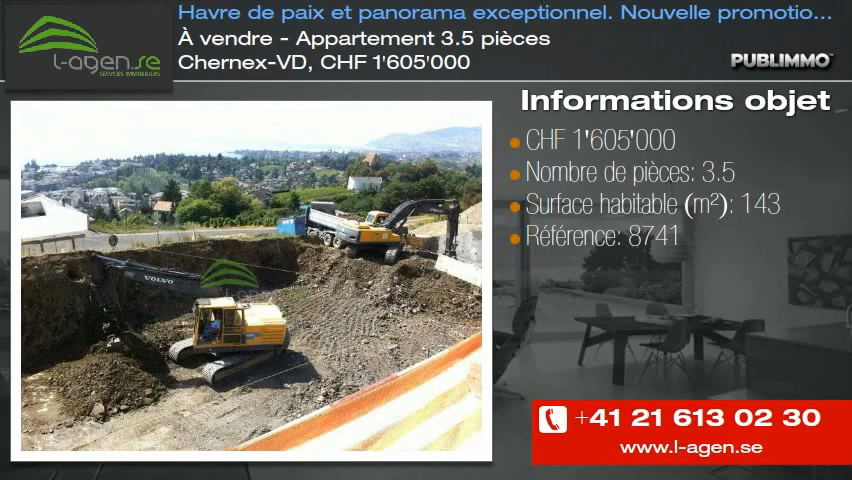 Havre de paix et panorama exceptionnel. Nouvelle promotio...
À vendre - Appartement 3.5 pièces
Chernex-VD, CHF 1'605'000
l-agen.se
SERVICES IMMOBILIERS
PUBLIMMO
Informations objet
CHF 1'605'000
Nombre de pièces: 3.5
Surface habitable (m²): 143
Référence: 8741
VOLVO
+41 21 613 02 30
www.l-agen.se